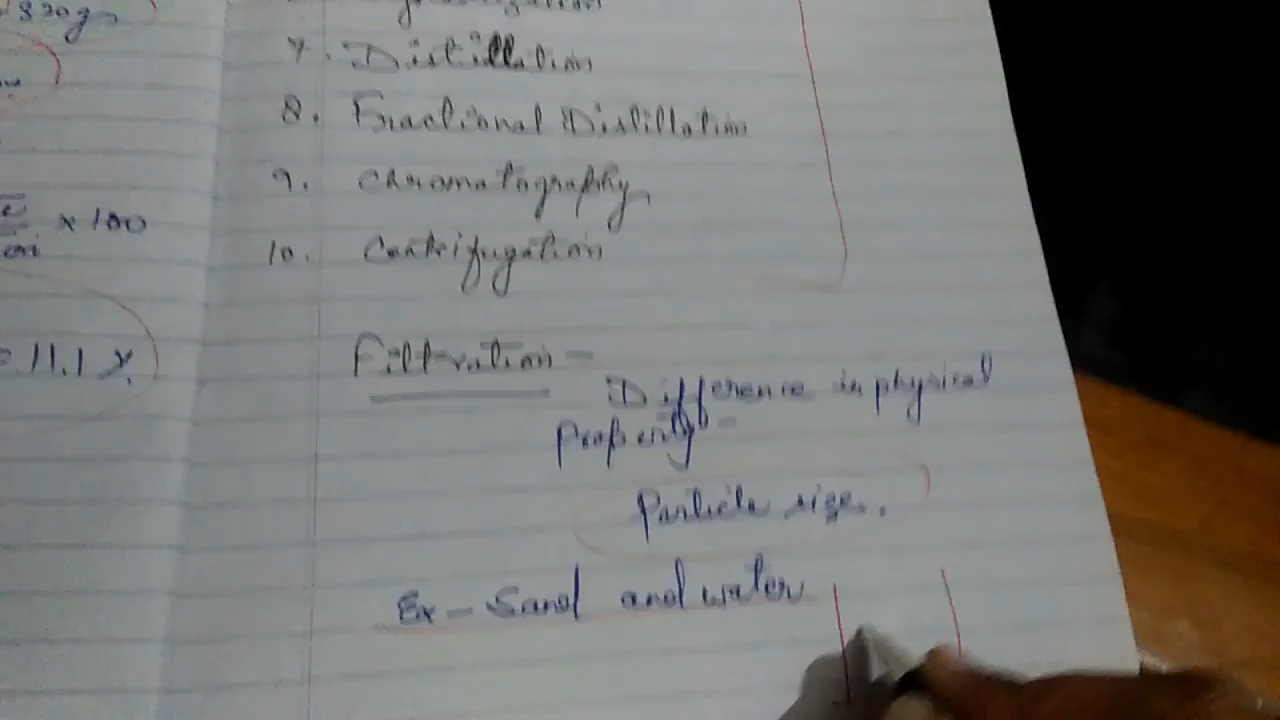 820g
7. Distillation
8. Fractional Distillation
9. Chromatography
x 100
10. Centrifugation
Filtration -
= 11.1 %
Difference in physical
Property -
Particle size.
Ex - Sand and water